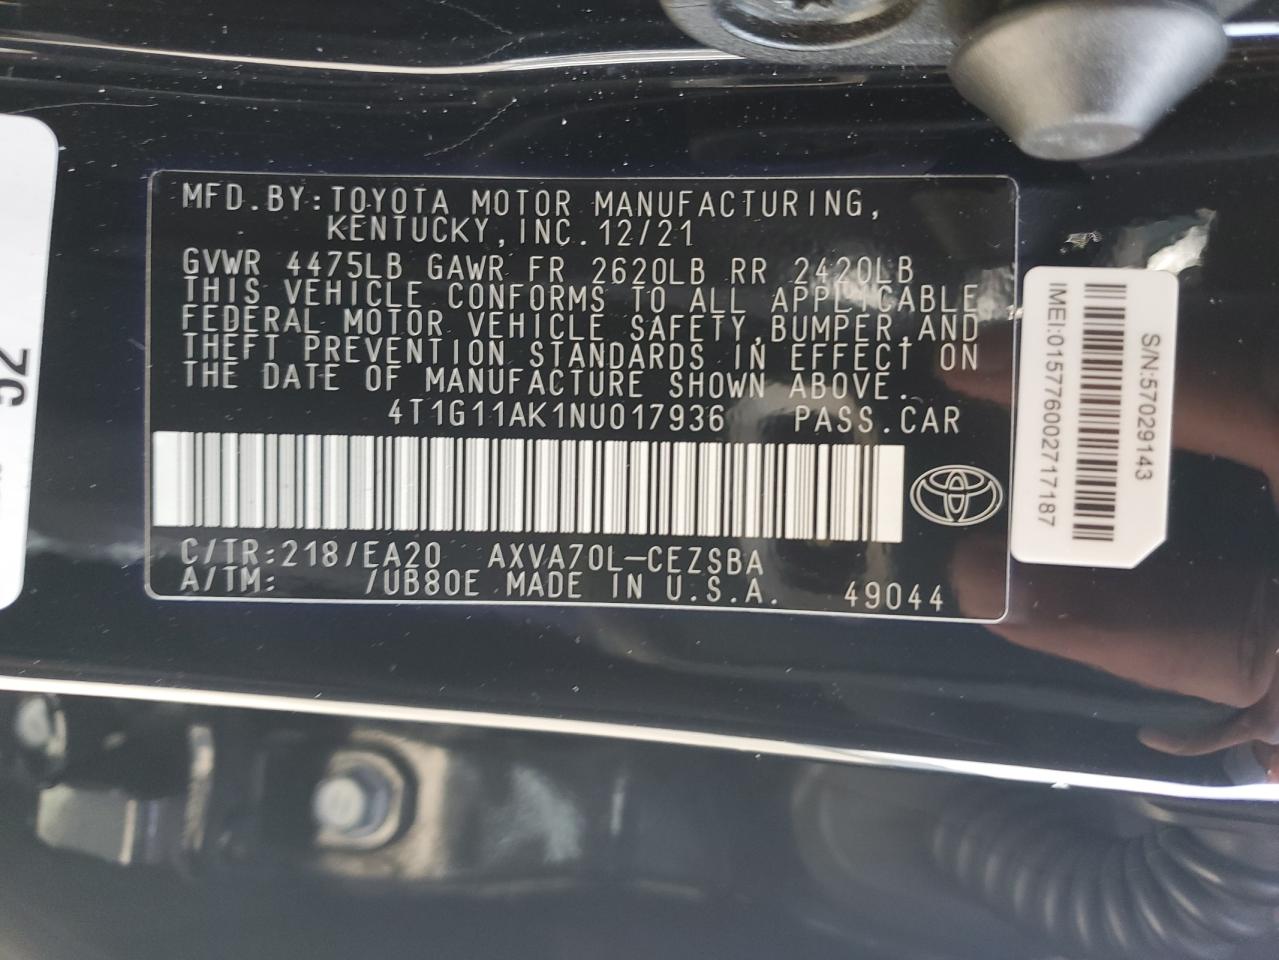 MFD.BY:TOYOTA MOTOR MANUFACTURING,
KENTUCKY,INC.12/21
GVWR 4475LB GAWR FR 2620LB RR 2420LB
THIS VEHICLE CONFORMS TO ALL APPLICABLE
FEDERAL MOTOR VEHICLE SAFETY,BUMPER,AND
THEFT PREVENTION STANDARDS IN EFFECT ON
THE DATE OF MANUFACTURE SHOWN ABOVE.
4T1G11AK1NU017936 PASS.CAR
C/TR:218/EA20 AXVA70L-CEZSBA
A/TM: /UB80E MADE IN U.S.A. 49044
S/N:57029143
IMEI:015776002717187